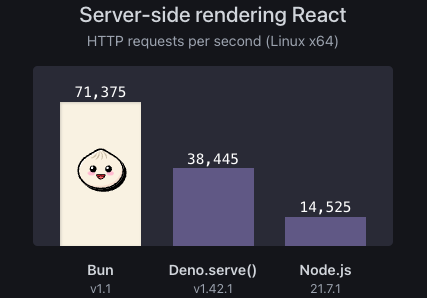 Server-side rendering React
HTTP requests per second (Linux x64)
71,375
38,445
14,525
Bun
Deno.serve()
Node.js
v1.1
v1.42.1
21.7.1